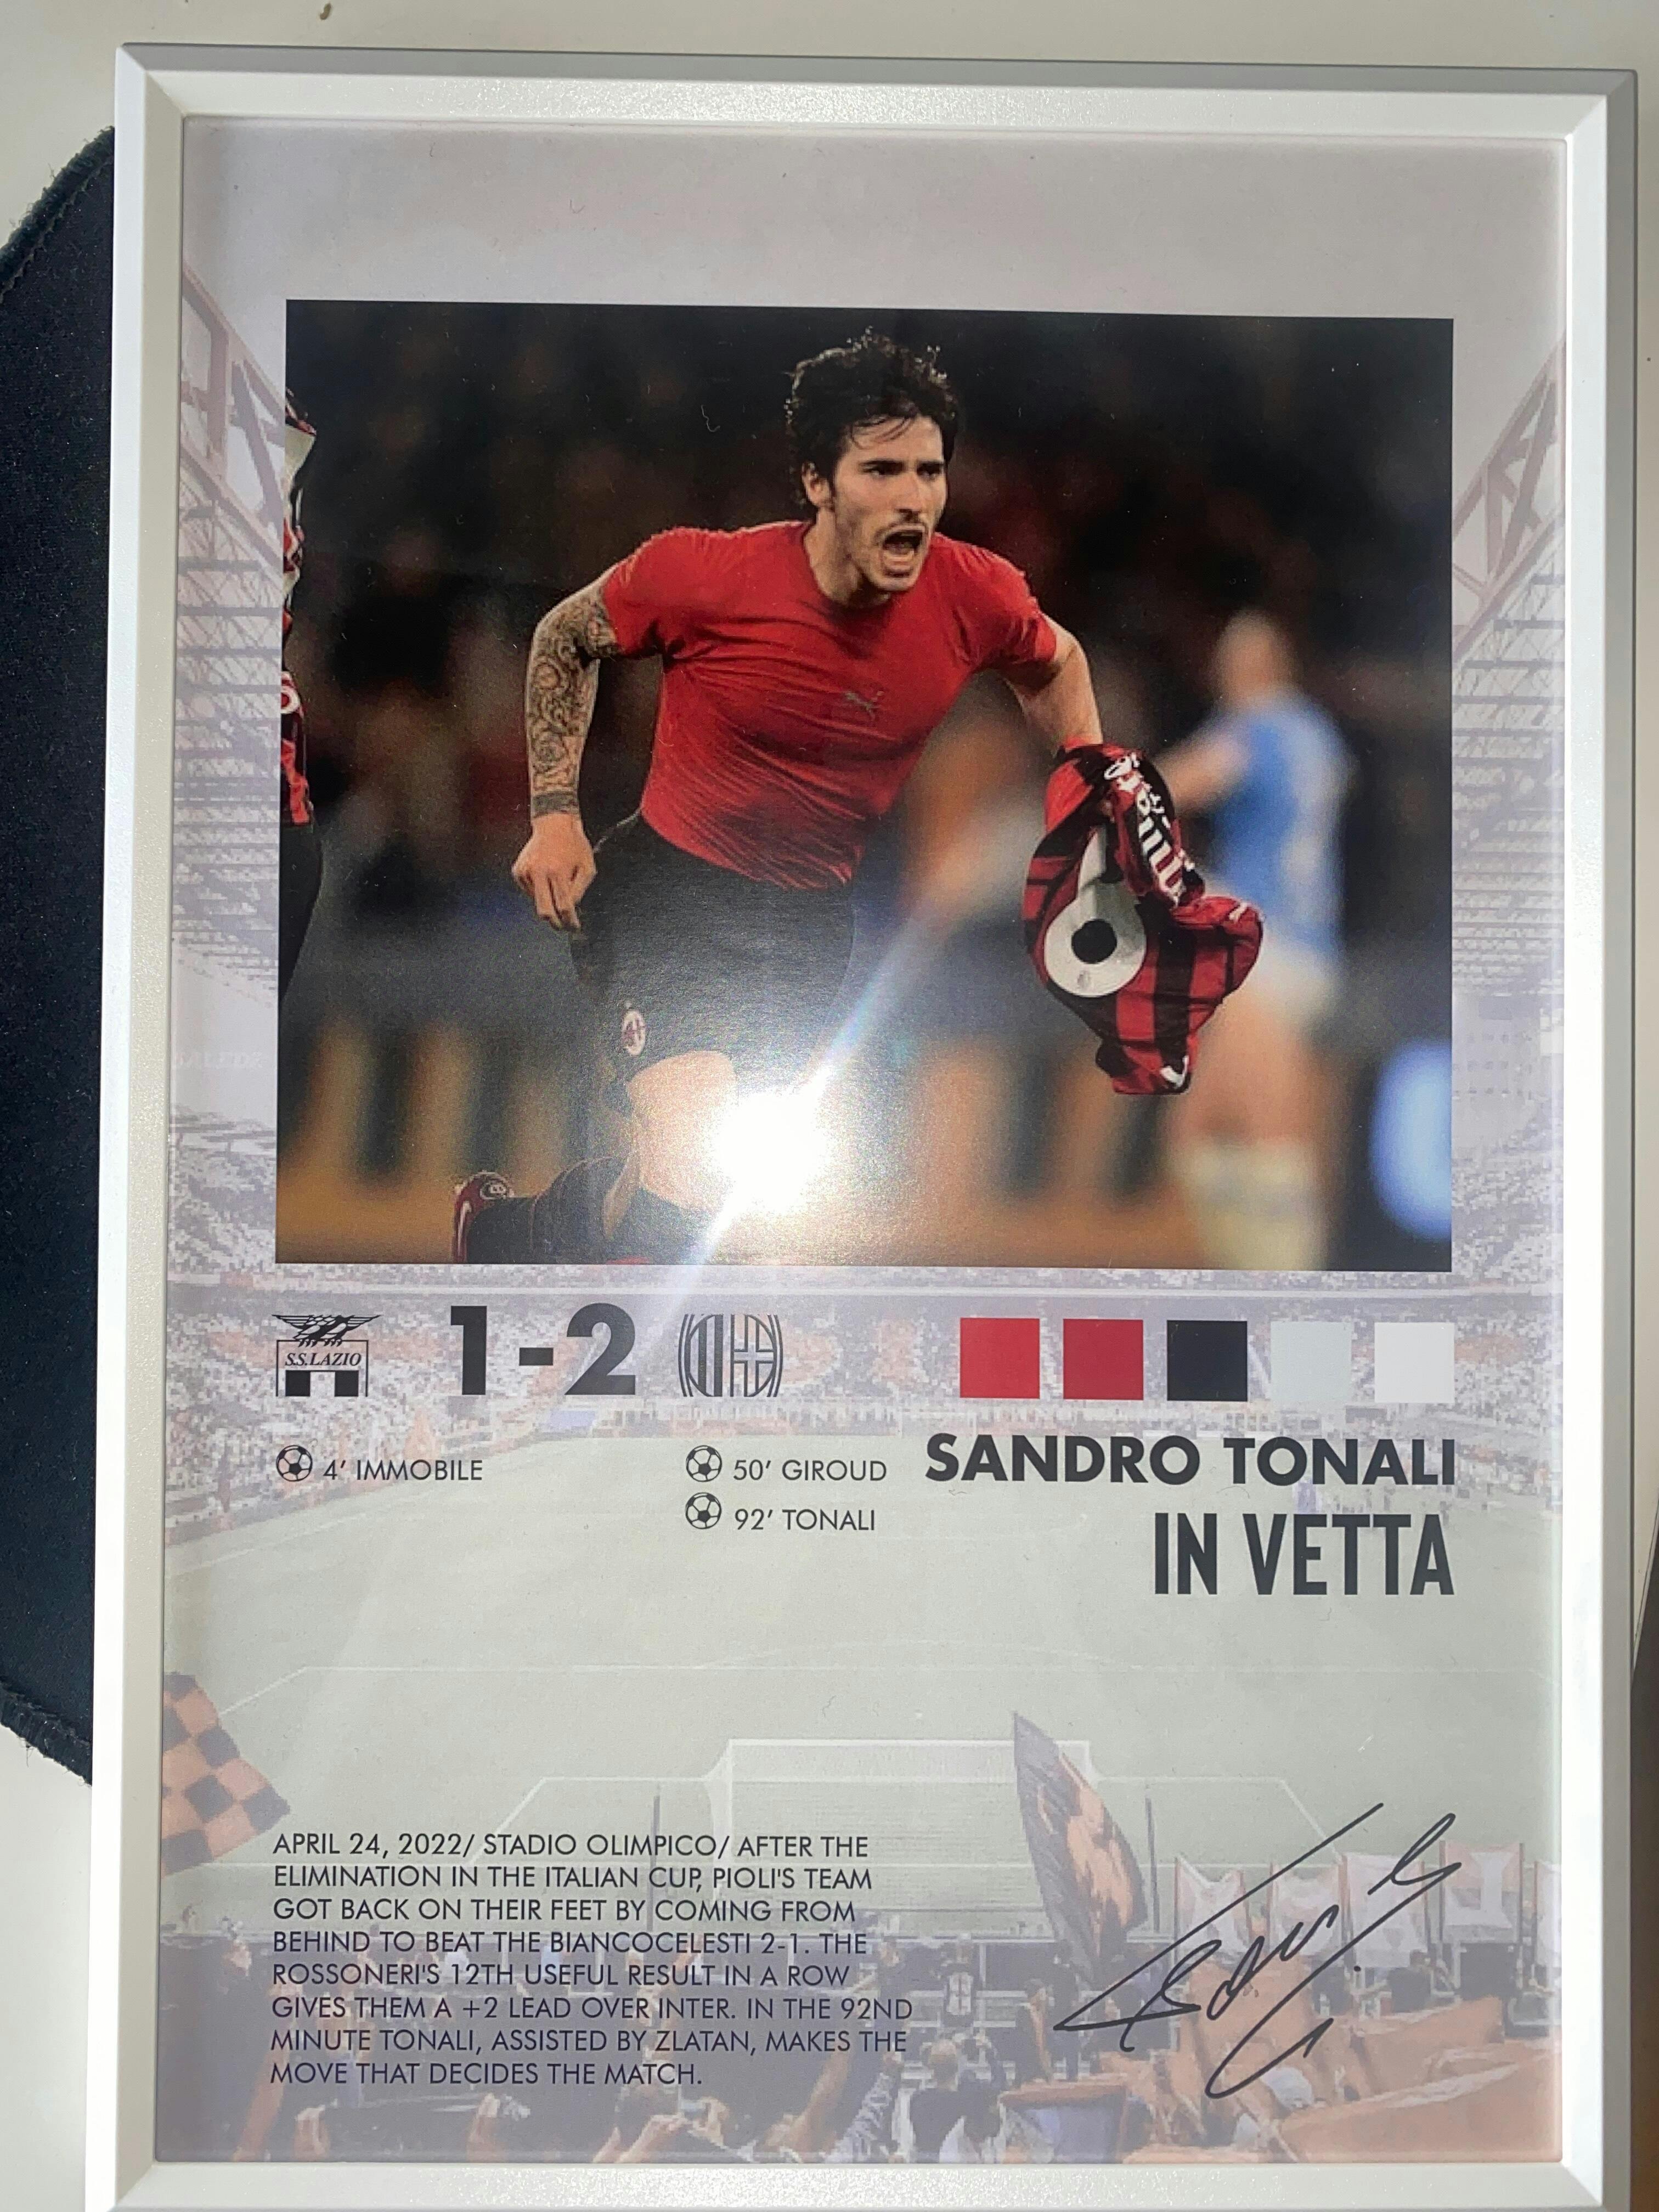 S.S.LAZIO
1-2
4' IMMOBILE
50' GIROUD
92' TONALI
SANDRO TONALI
IN VETTA
APRIL 24, 2022/ STADIO OLIMPICO/ AFTER THE
ELIMINATION IN THE ITALIAN CUP, PIOLI'S TEAM
GOT BACK ON THEIR FEET BY COMING FROM
BEHIND TO BEAT THE BIANCOCELESTI 2-1. THE
ROSSONERI'S 12TH USEFUL RESULT IN A ROW
GIVES THEM A +2 LEAD OVER INTER. IN THE 92ND
MINUTE TONALI, ASSISTED BY ZLATAN, MAKES THE
MOVE THAT DECIDES THE MATCH.